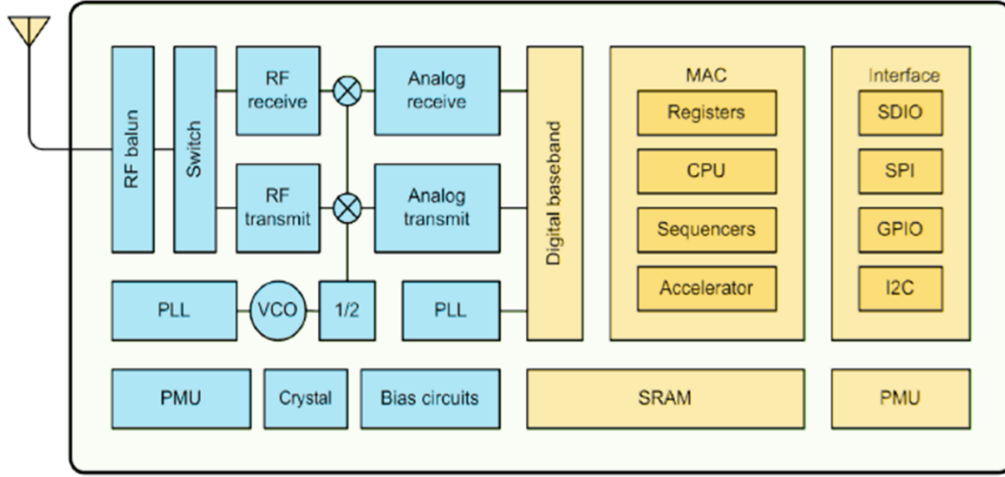 RF balun
Switch
RF
receive
Analog
receive
RF
transmit
Analog
transmit
PLL
VCO
1/2
PLL
Digital baseband
MAC
Registers
CPU
Sequencers
Accelerator
Interface
SDIO
SPI
GPIO
I2C
PMU
Crystal
Bias circuits
SRAM
PMU